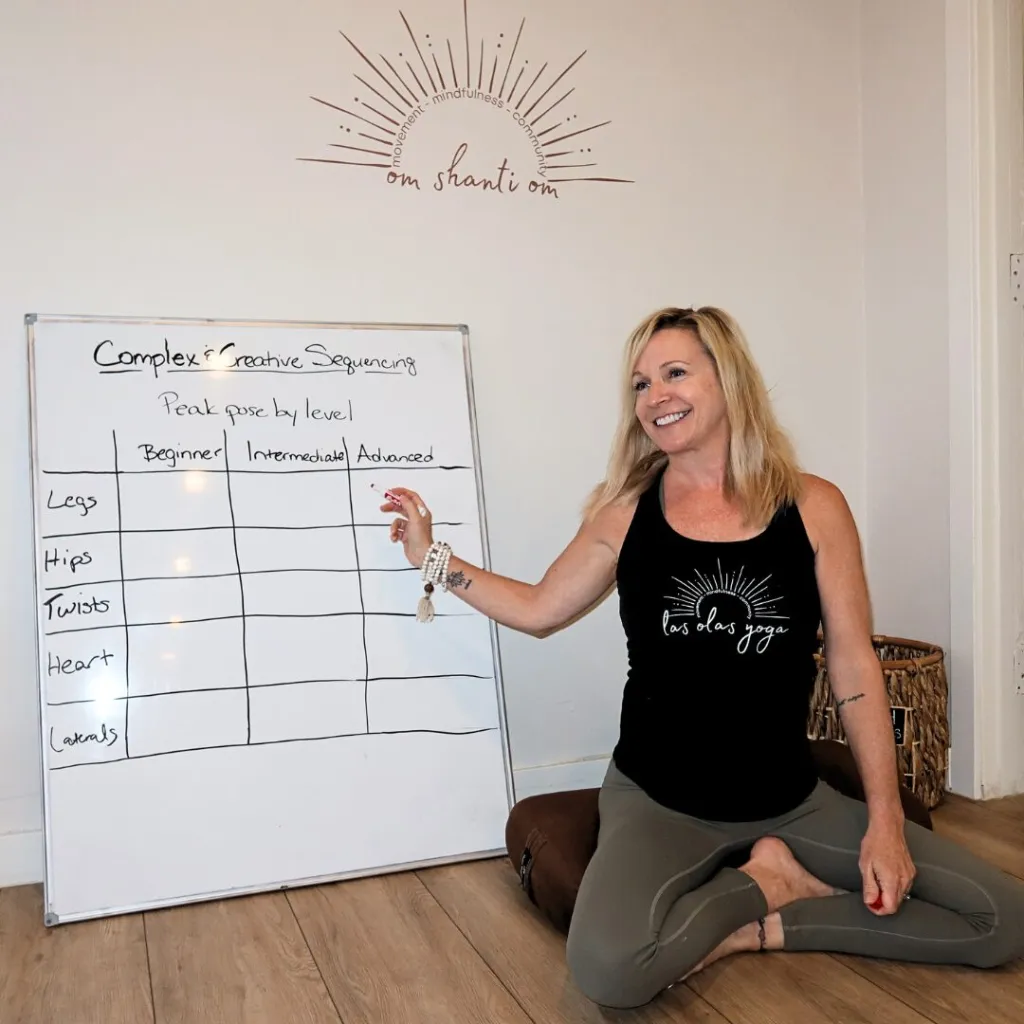 movement - mindfulness - community
om shanti om
Complex & Creative Sequencing
Peak pose by level
Beginner Intermediate Advanced
Legs
Hips
Twists
Heart
Laterals
mindfulness
las olas yoga